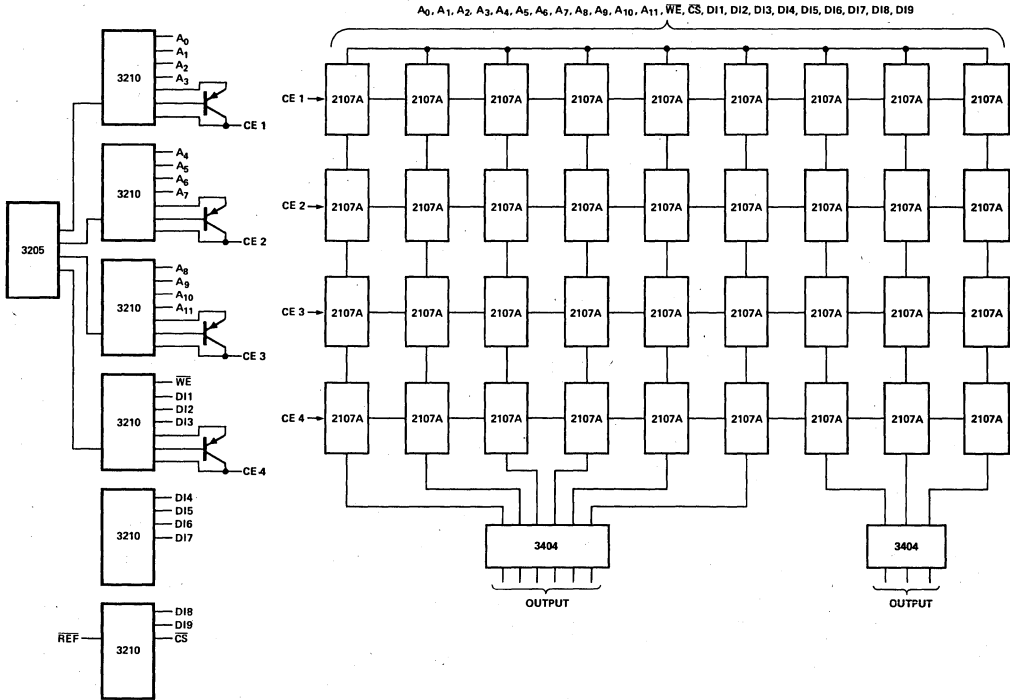 A0, A1, A2, A3, A4, A5, A6, A7, A8, A9, A10, A11, W̅E̅, C̅S̅, DI1, DI2, DI3, DI4, DI5, DI6, DI7, DI8, DI9
3210
A0
A1
A2
A3
CE 1
3210
A4
A5
A6
A7
CE 2
3205
3210
A8
A9
A10
A11
CE 3
3210
W̅E̅
DI1
DI2
DI3
CE 4
3210
DI4
DI5
DI6
DI7
R̅E̅F̅
3210
DI8
DI9
C̅S̅
CE 1 2107A 2107A 2107A 2107A 2107A 2107A 2107A 2107A 2107A
CE 2 2107A 2107A 2107A 2107A 2107A 2107A 2107A 2107A 2107A
CE 3 2107A 2107A 2107A 2107A 2107A 2107A 2107A 2107A 2107A
CE 4 2107A 2107A 2107A 2107A 2107A 2107A 2107A 2107A 2107A
3404 3404
OUTPUT OUTPUT